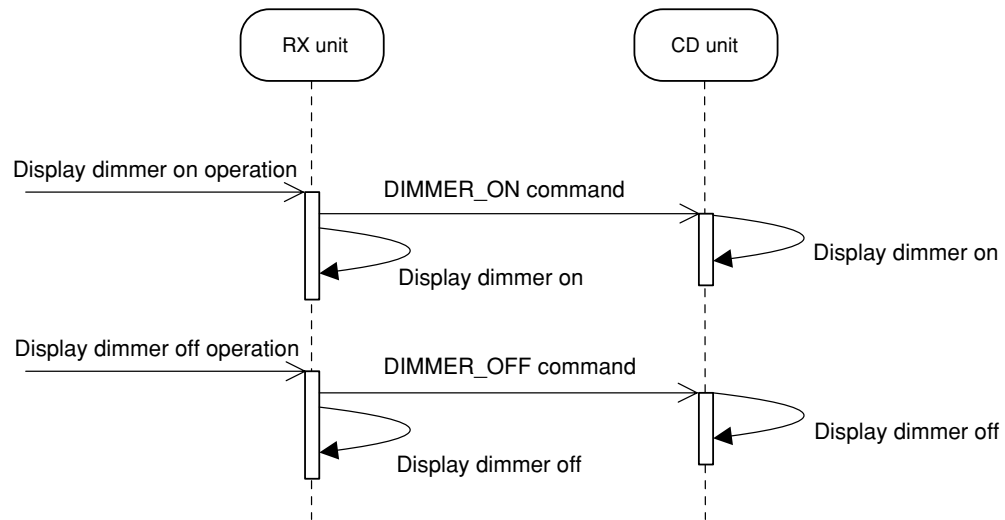 RX unit
CD unit
Display dimmer on operation
DIMMER_ON command
Display dimmer on
Display dimmer on
Display dimmer off operation
DIMMER_OFF command
Display dimmer off
Display dimmer off